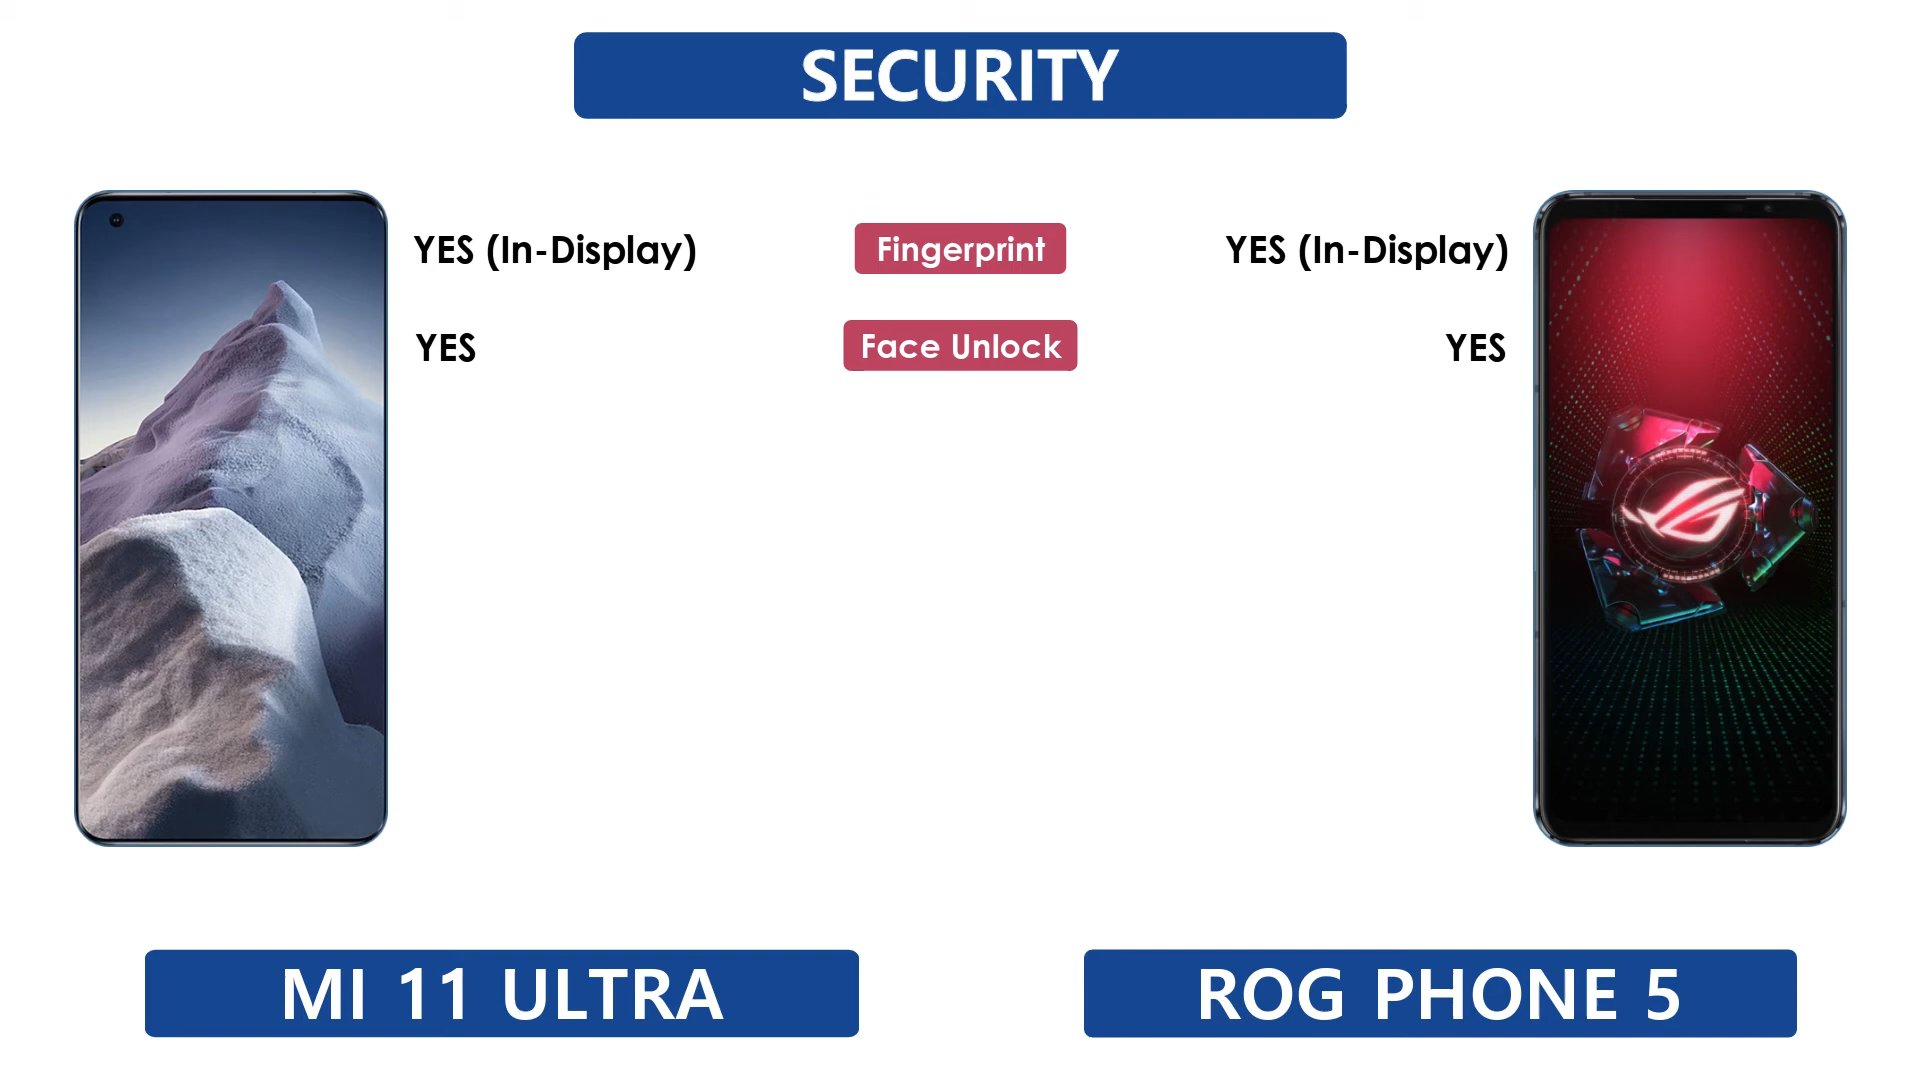 SECURITY
YES (In-Display) Fingerprint YES (In-Display)
YES Face Unlock YES
MI 11 ULTRA ROG PHONE 5